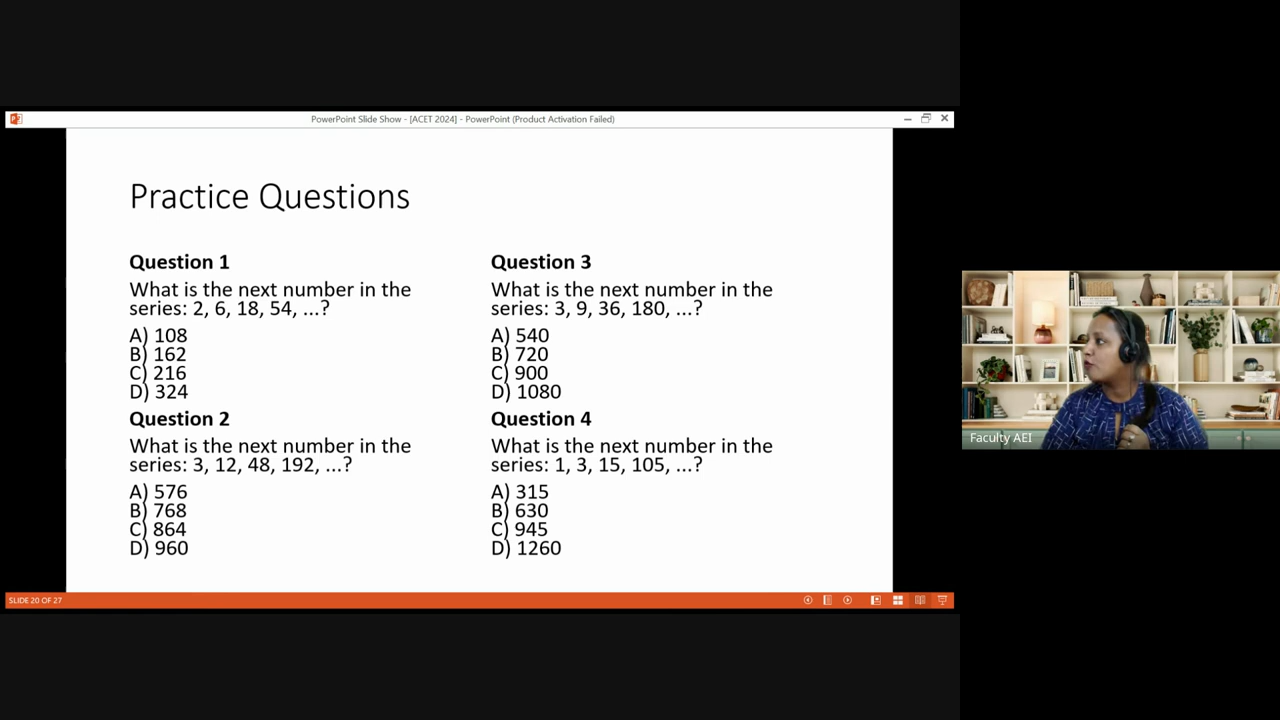 PowerPoint Slide Show - [ACET 2024] - PowerPoint (Product Activation Failed)
Practice Questions
Question 1
What is the next number in the
series: 2, 6, 18, 54, ...?
A) 108
B) 162
C) 216
D) 324
Question 2
What is the next number in the
series: 3, 12, 48, 192, ...?
A) 576
B) 768
C) 864
D) 960
Question 3
What is the next number in the
series: 3, 9, 36, 180, ...?
A) 540
B) 720
C) 900
D) 1080
Question 4
What is the next number in the
series: 1, 3, 15, 105, ...?
A) 315
B) 630
C) 945
D) 1260
SLIDE 20 OF 27
Faculty AEI